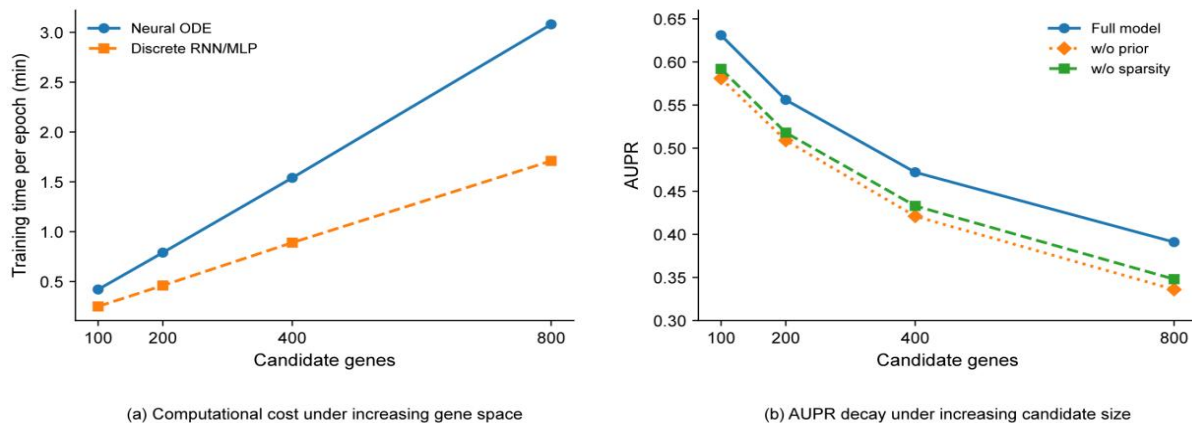 Training time per epoch (min)
3.0
2.5
2.0
1.5
1.0
0.5
Neural ODE
Discrete RNN/MLP
100
200
400
800
Candidate genes
(a) Computational cost under increasing gene space
AUPR
0.65
0.60
0.55
0.50
0.45
0.40
0.35
0.30
Full model
w/o prior
w/o sparsity
100
200
400
800
Candidate genes
(b) AUPR decay under increasing candidate size